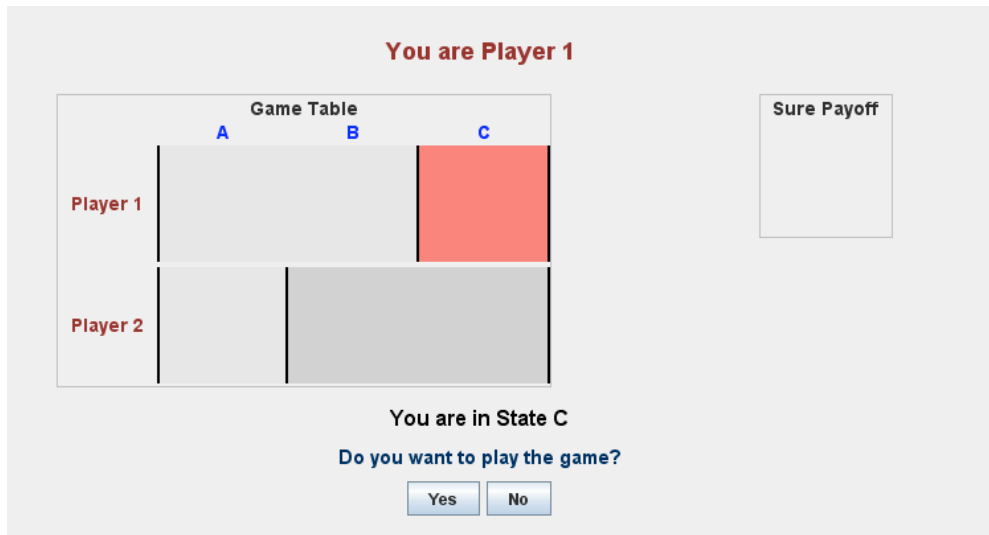 You are Player 1
Game Table
Sure Payoff
A B C
Player 1
Player 2
You are in State C
Do you want to play the game?
Yes No